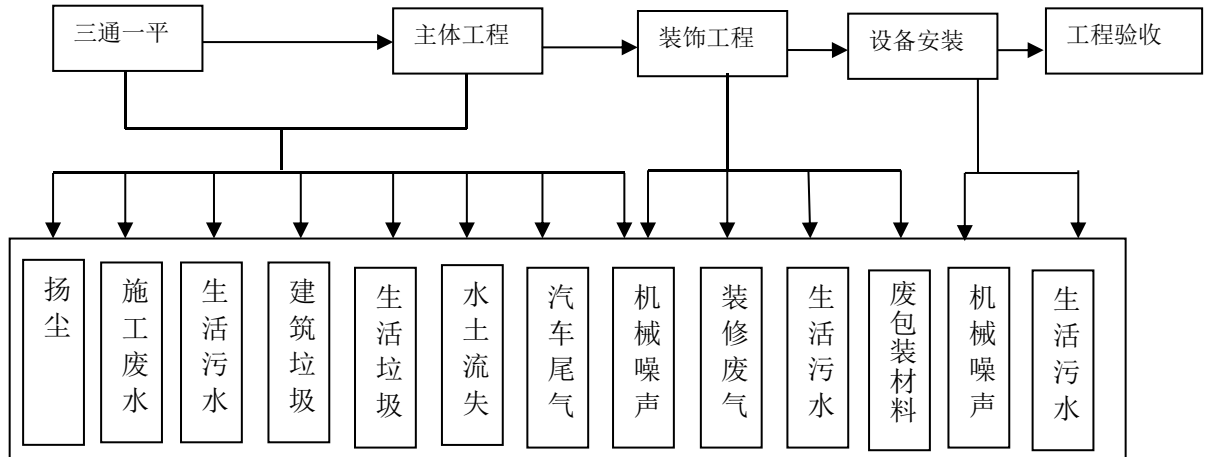 三通一平
主体工程
装饰工程
设备安装
工程验收
扬尘
施工废水
生活污水
建筑垃圾
生活垃圾
水土流失
汽车尾气
机械噪声
装修废气
生活污水
废包装材料
机械噪声
生活污水